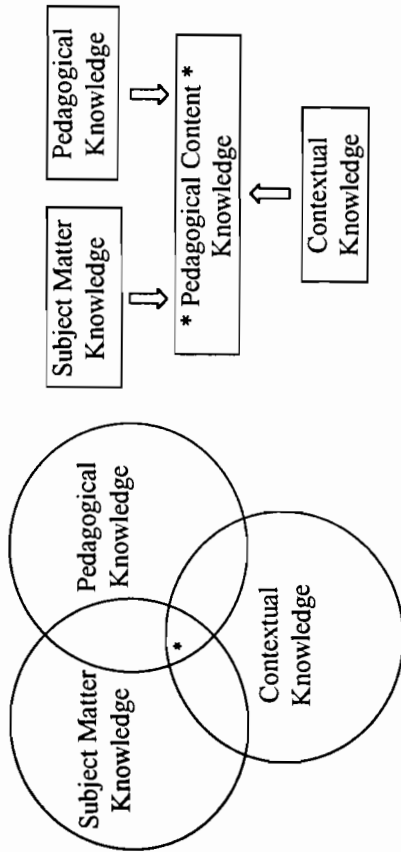 Subject Matter
Knowledge
Pedagogical
Knowledge
*
Contextual
Knowledge
Subject Matter
Knowledge
Pedagogical
Knowledge
* Pedagogical Content *
Knowledge
Contextual
Knowledge